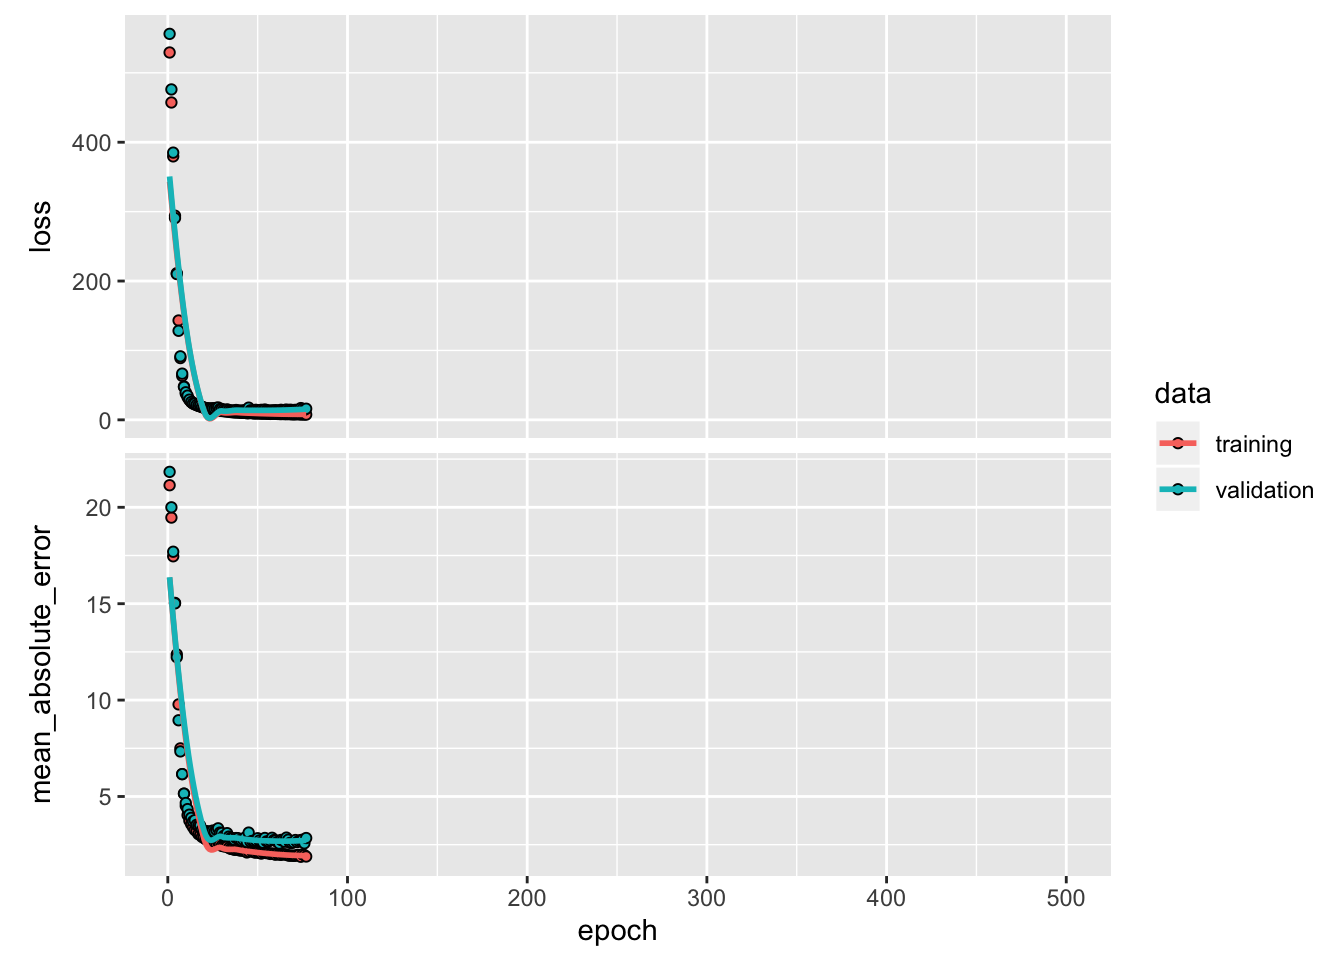 loss
400
200
0
mean_absolute_error
20
15
10
5
0 100 200 300 400 500
epoch
data
training
validation